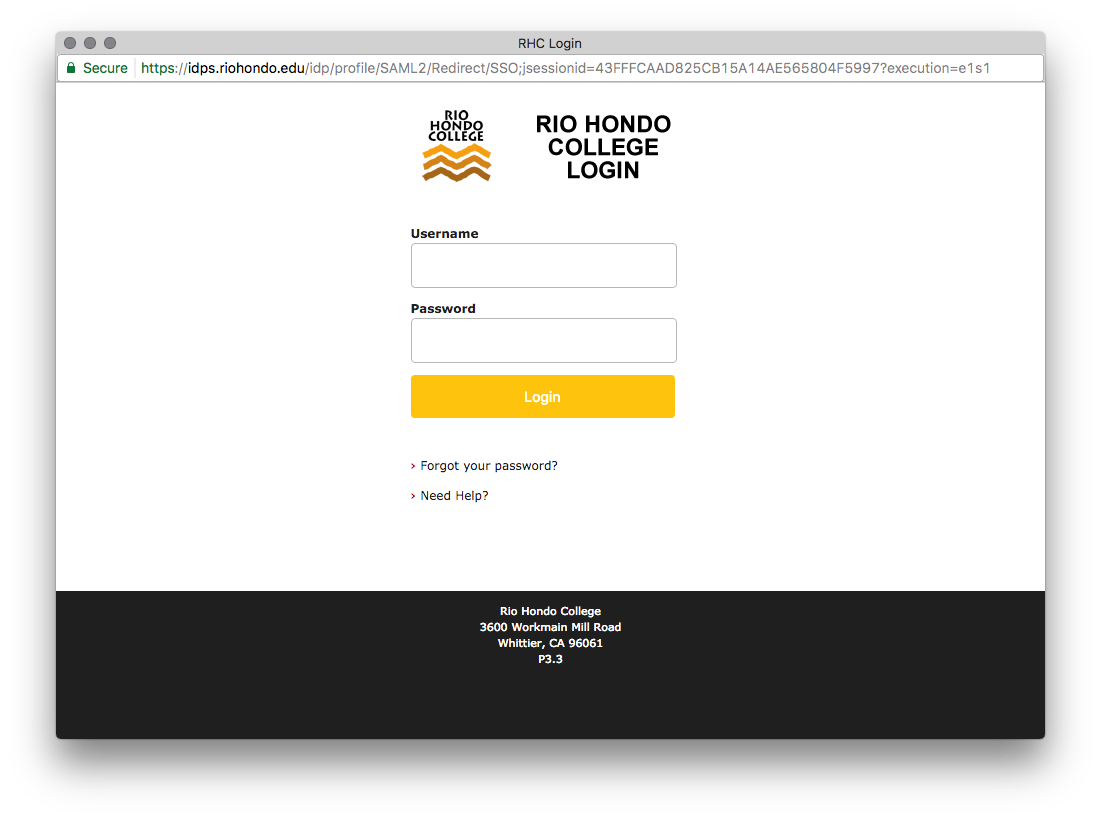 RHC Login
Secure https://idps.riohondo.edu/idp/profile/SAML2/Redirect/SSO;jsessionid=43FFFCAAD825CB15A14AE565804F5997?execution=e1s1
RIO
HONDO
COLLEGE
RIO HONDO
COLLEGE
LOGIN
Username
Password
Login
› Forgot your password?
› Need Help?
Rio Hondo College
3600 Workmain Mill Road
Whittier, CA 96061
P3.3